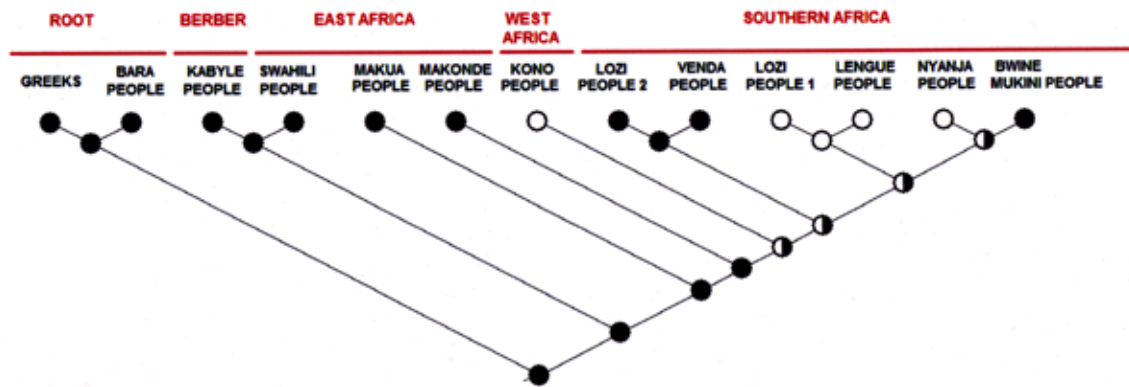 ROOT
BERBER
EAST AFRICA
WEST
AFRICA
SOUTHERN AFRICA
GREEKS
BARA
PEOPLE
KABYLE
PEOPLE
SWAHILI
PEOPLE
MAKUA
PEOPLE
MAKONDE
PEOPLE
KONO
PEOPLE
LOZI
PEOPLE 2
VENDA
PEOPLE
LOZI
PEOPLE 1
LENGUE
PEOPLE
NYANJA
PEOPLE
BWINE
MUKINI PEOPLE